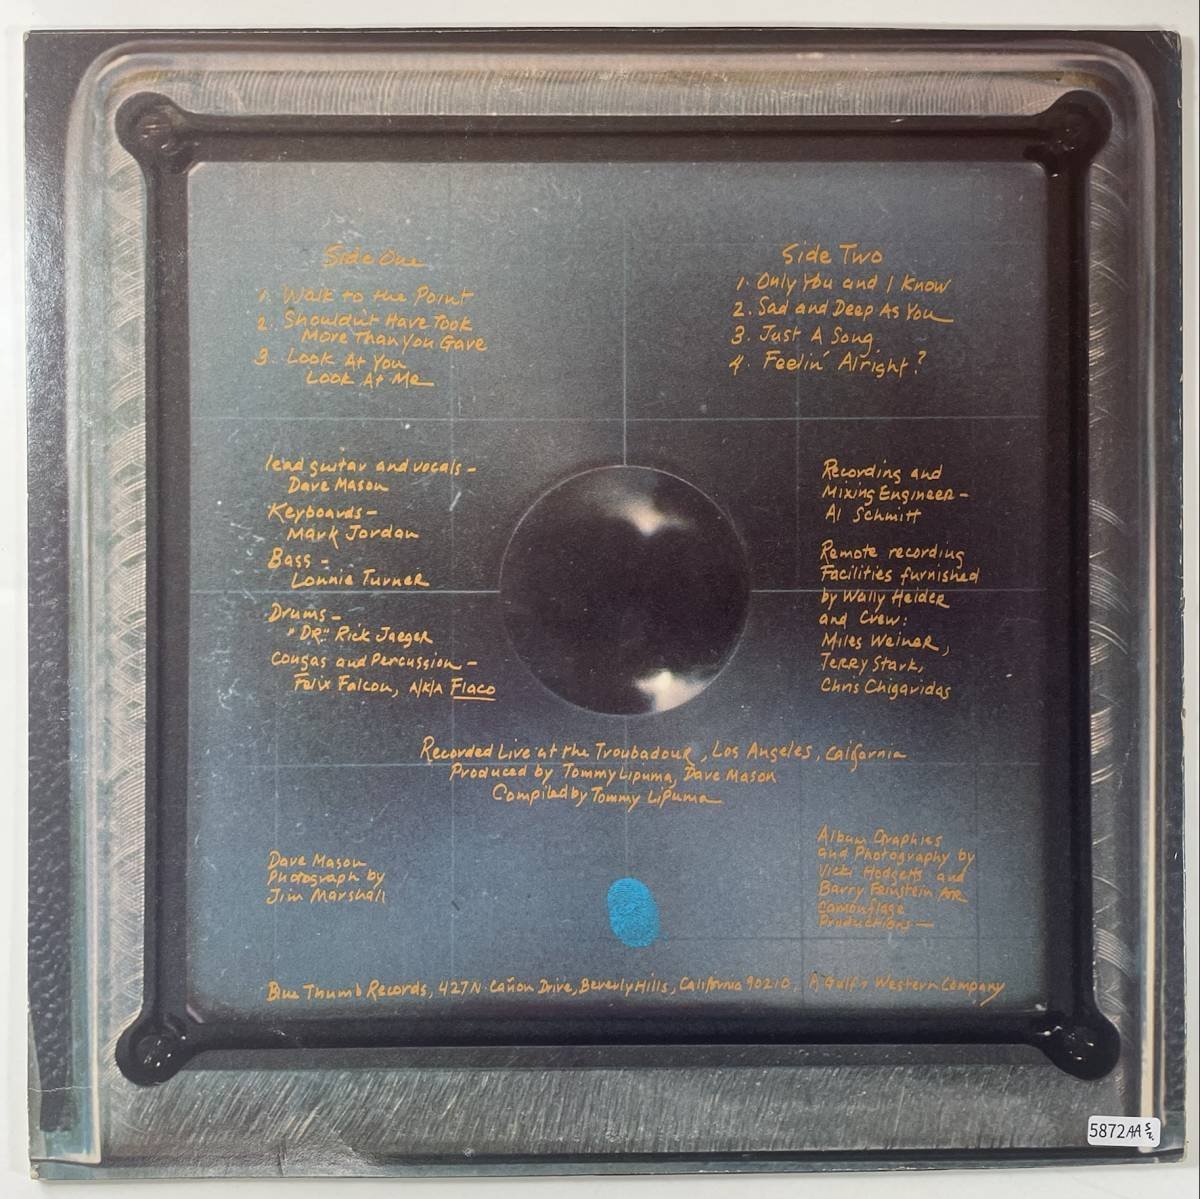 Side One
1. Walk to the Point
2. Shouldn't Have Took
More Than You Gave
3. Look At You
Look At Me
Side Two
1. Only You and I Know
2. Sad and Deep As You
3. Just A Song
4. Feelin' Alright?
lead guitar and vocals -
Dave Mason
Keyboards -
Mark Jordan
Bass -
Lonnie Turner
Drums -
"DR." Rick Jaeger
Congas and Percussion -
Felix Falcon, A/K/A Flaco
Recording and
Mixing Engineer -
Al Schmitt
Remote recording
Facilities furnished
by Wally Heider
and Crew:
Miles Weiner,
Terry Stark,
Chris Chigaridas
Recorded Live at the Troubadour, Los Angeles, California
Produced by Tommy Lipuma, Dave Mason
Compiled by Tommy LiPuma
Dave Mason
Photograph by
Jim Marshall
Album Graphics
and Photography by
Vicki Hodgetts and
Barry Feinstein FOR
Camouflage
Productions -
Blue Thumb Records, 427 N. Cañon Drive, Beverly Hills, California 90210, A Gulf + Western Company
5872AA